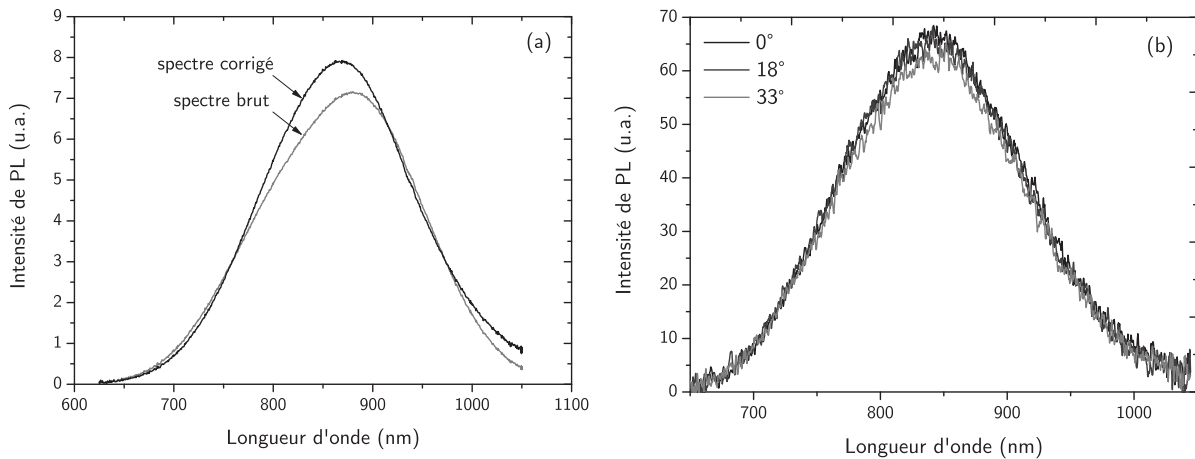 (a)
spectre corrigé
spectre brut
Intensité de PL (u.a.)
9
8
7
6
5
4
3
2
1
0
600 700 800 900 1000 1100
Longueur d'onde (nm)
(b)
0°
18°
33°
Intensité de PL (u.a.)
70
60
50
40
30
20
10
0
700 800 900 1000
Longueur d'onde (nm)